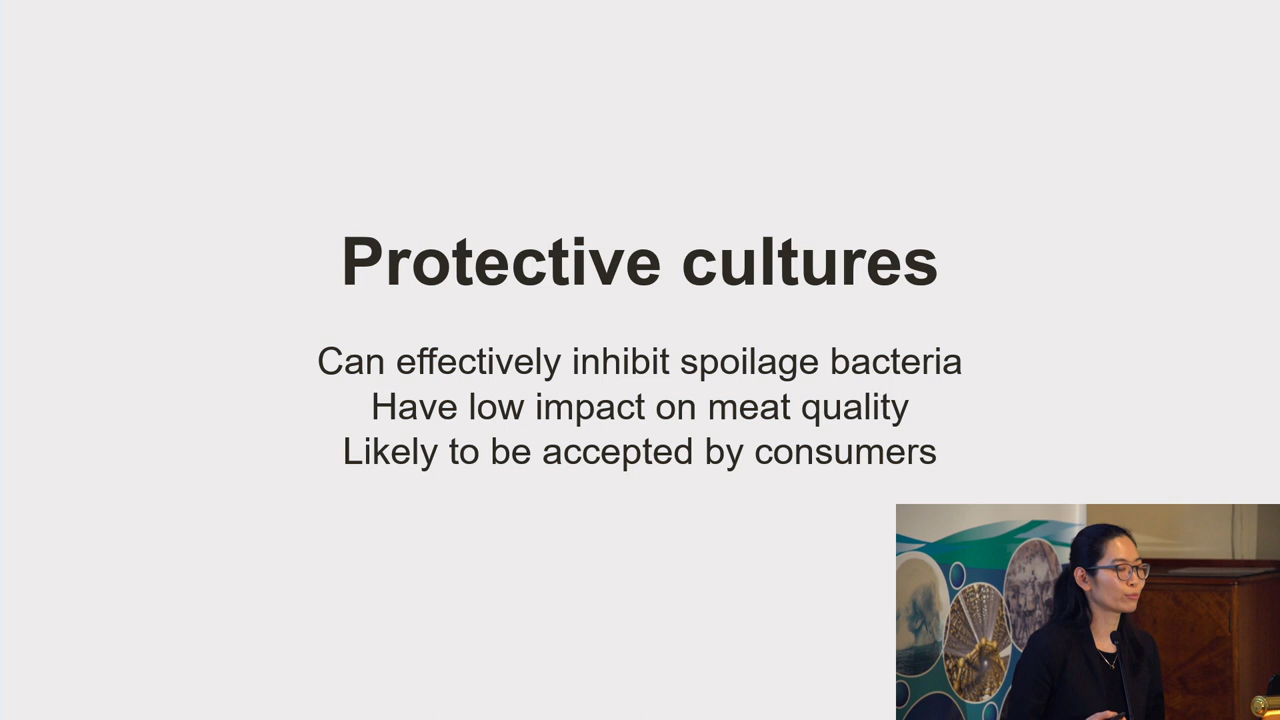 Protective cultures
Can effectively inhibit spoilage bacteria
Have low impact on meat quality
Likely to be accepted by consumers